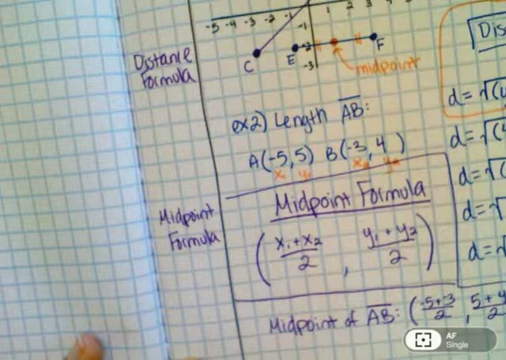 -5 -4 -3 -2 -1 1 2 3
-1
-2
-3
C E F
midpoint
Distance
Formula
Dis
ex2) Length AB:
d=√(
A(-5,5) B(-3,4)
x₁ y₁ x₂ y₂
d=√(
Midpoint Formula
d=√(
Midpoint
Formula
(x₁+x₂/2, y₁+y₂/2)
d=√
d=√
Midpoint of AB: (-5+-3/2, 5+4/2
AF
Single